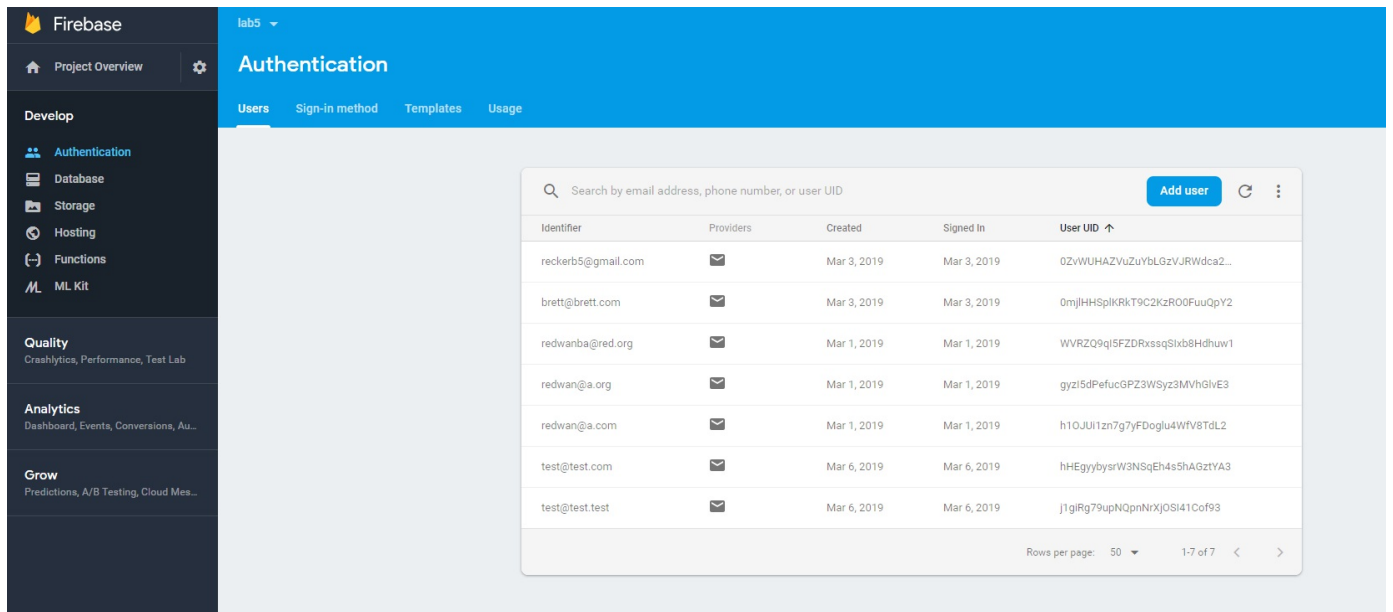 Firebase
Project Overview
Develop
Authentication
Database
Storage
Hosting
Functions
ML Kit
Quality
Crashlytics, Performance, Test Lab
Analytics
Dashboard, Events, Conversions, Au...
Grow
Predictions, A/B Testing, Cloud Mes...
lab5
Authentication
Users Sign-in method Templates Usage
Search by email address, phone number, or user UID Add user
Identifier Providers Created Signed In User UID
reckerb5@gmail.com Mar 3, 2019 Mar 3, 2019 0ZvWUHAZVuZuYbLGzVJRWdca2...
brett@brett.com Mar 3, 2019 Mar 3, 2019 0mjlHHSplKRkT9C2KzRO0FuuQpY2
redwanba@red.org Mar 1, 2019 Mar 1, 2019 WVRZQ9qI5FZDRxssqSIxb8Hdhuw1
redwan@a.org Mar 1, 2019 Mar 1, 2019 gyzI5dPefucGPZ3WSyz3MVhGlvE3
redwan@a.com Mar 1, 2019 Mar 1, 2019 h1OJUi1zn7g7yFDoglu4WfV8TdL2
test@test.com Mar 6, 2019 Mar 6, 2019 hHEgyybysrW3NSqEh4s5hAGztYA3
test@test.test Mar 6, 2019 Mar 6, 2019 j1giRg79upNQpnNrXjOSI41Cof93
Rows per page: 50 1-7 of 7